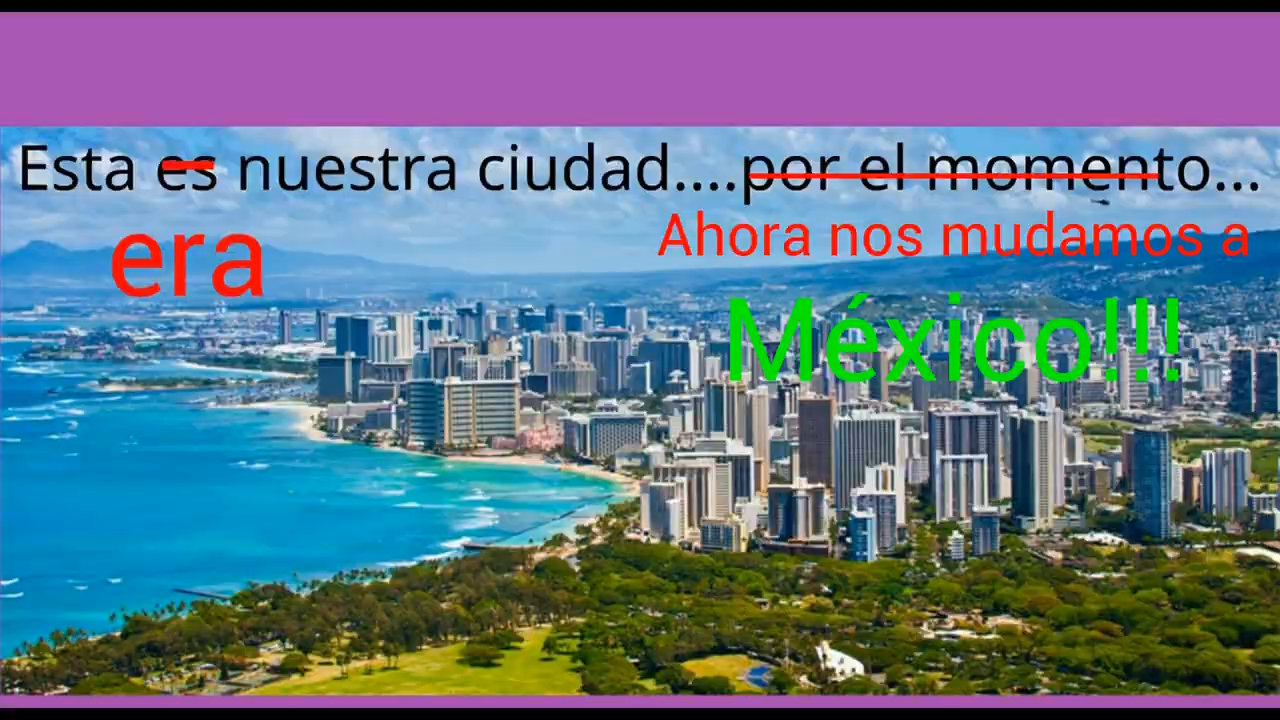 Esta es nuestra ciudad....por el momento...
era
Ahora nos mudamos a
México!!!